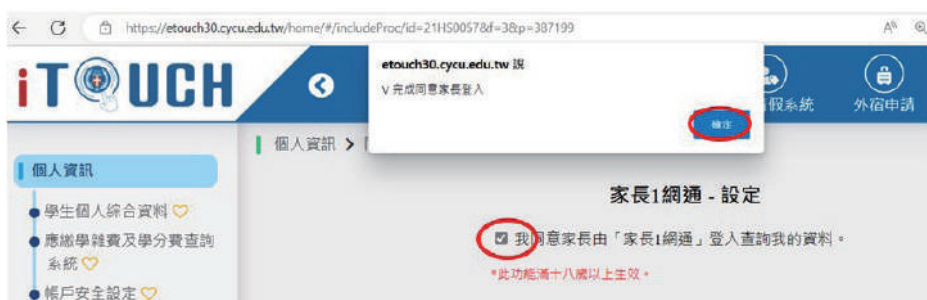 https://etouch30.cycu.edu.tw/home/#/includeProc/id=21HS0057&f=3&p=387199
iTOUCH
etouch30.cycu.edu.tw 說
V 完成同意家長登入
確定
假系統
外宿申請
個人資訊 >
個人資訊
學生個人綜合資料
應繳學雜費及學分費查詢
系統
帳戶安全設定
家長1網通 - 設定
我同意家長由「家長1網通」登入查詢我的資料。
*此功能滿十八歲以上生效。